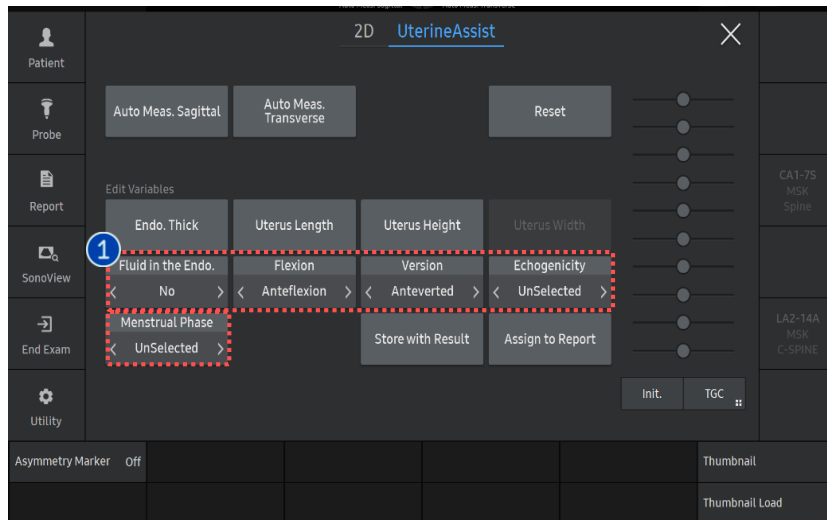 2D UterineAssist
Patient
Auto Meas. Sagittal
Auto Meas.
Transverse
Reset
Probe
Edit Variables
CA1-7S
MSK
Spine
Report
Endo. Thick
Uterus Length
Uterus Height
Uterus Width
1
Fluid in the Endo.
Flexion
Version
Echogenicity
SonoView
< No >
< Anteflexion >
< Anteverted >
< UnSelected >
Menstrual Phase
< UnSelected >
Store with Result
Assign to Report
LA2-14A
MSK
C-SPINE
End Exam
Init.
TGC
Utility
Asymmetry Marker Off
Thumbnail
Thumbnail Load